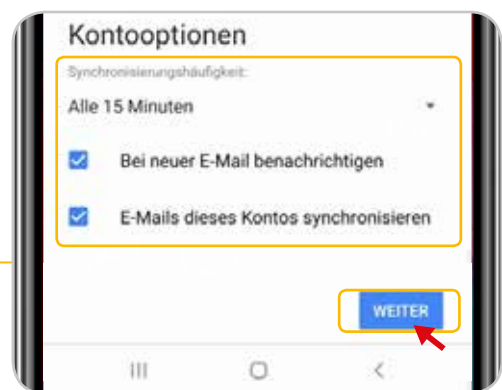 Kontooptionen
Synchronisierungshäufigkeit:
Alle 15 Minuten
Bei neuer E-Mail benachrichtigen
E-Mails dieses Kontos synchronisieren
WEITER